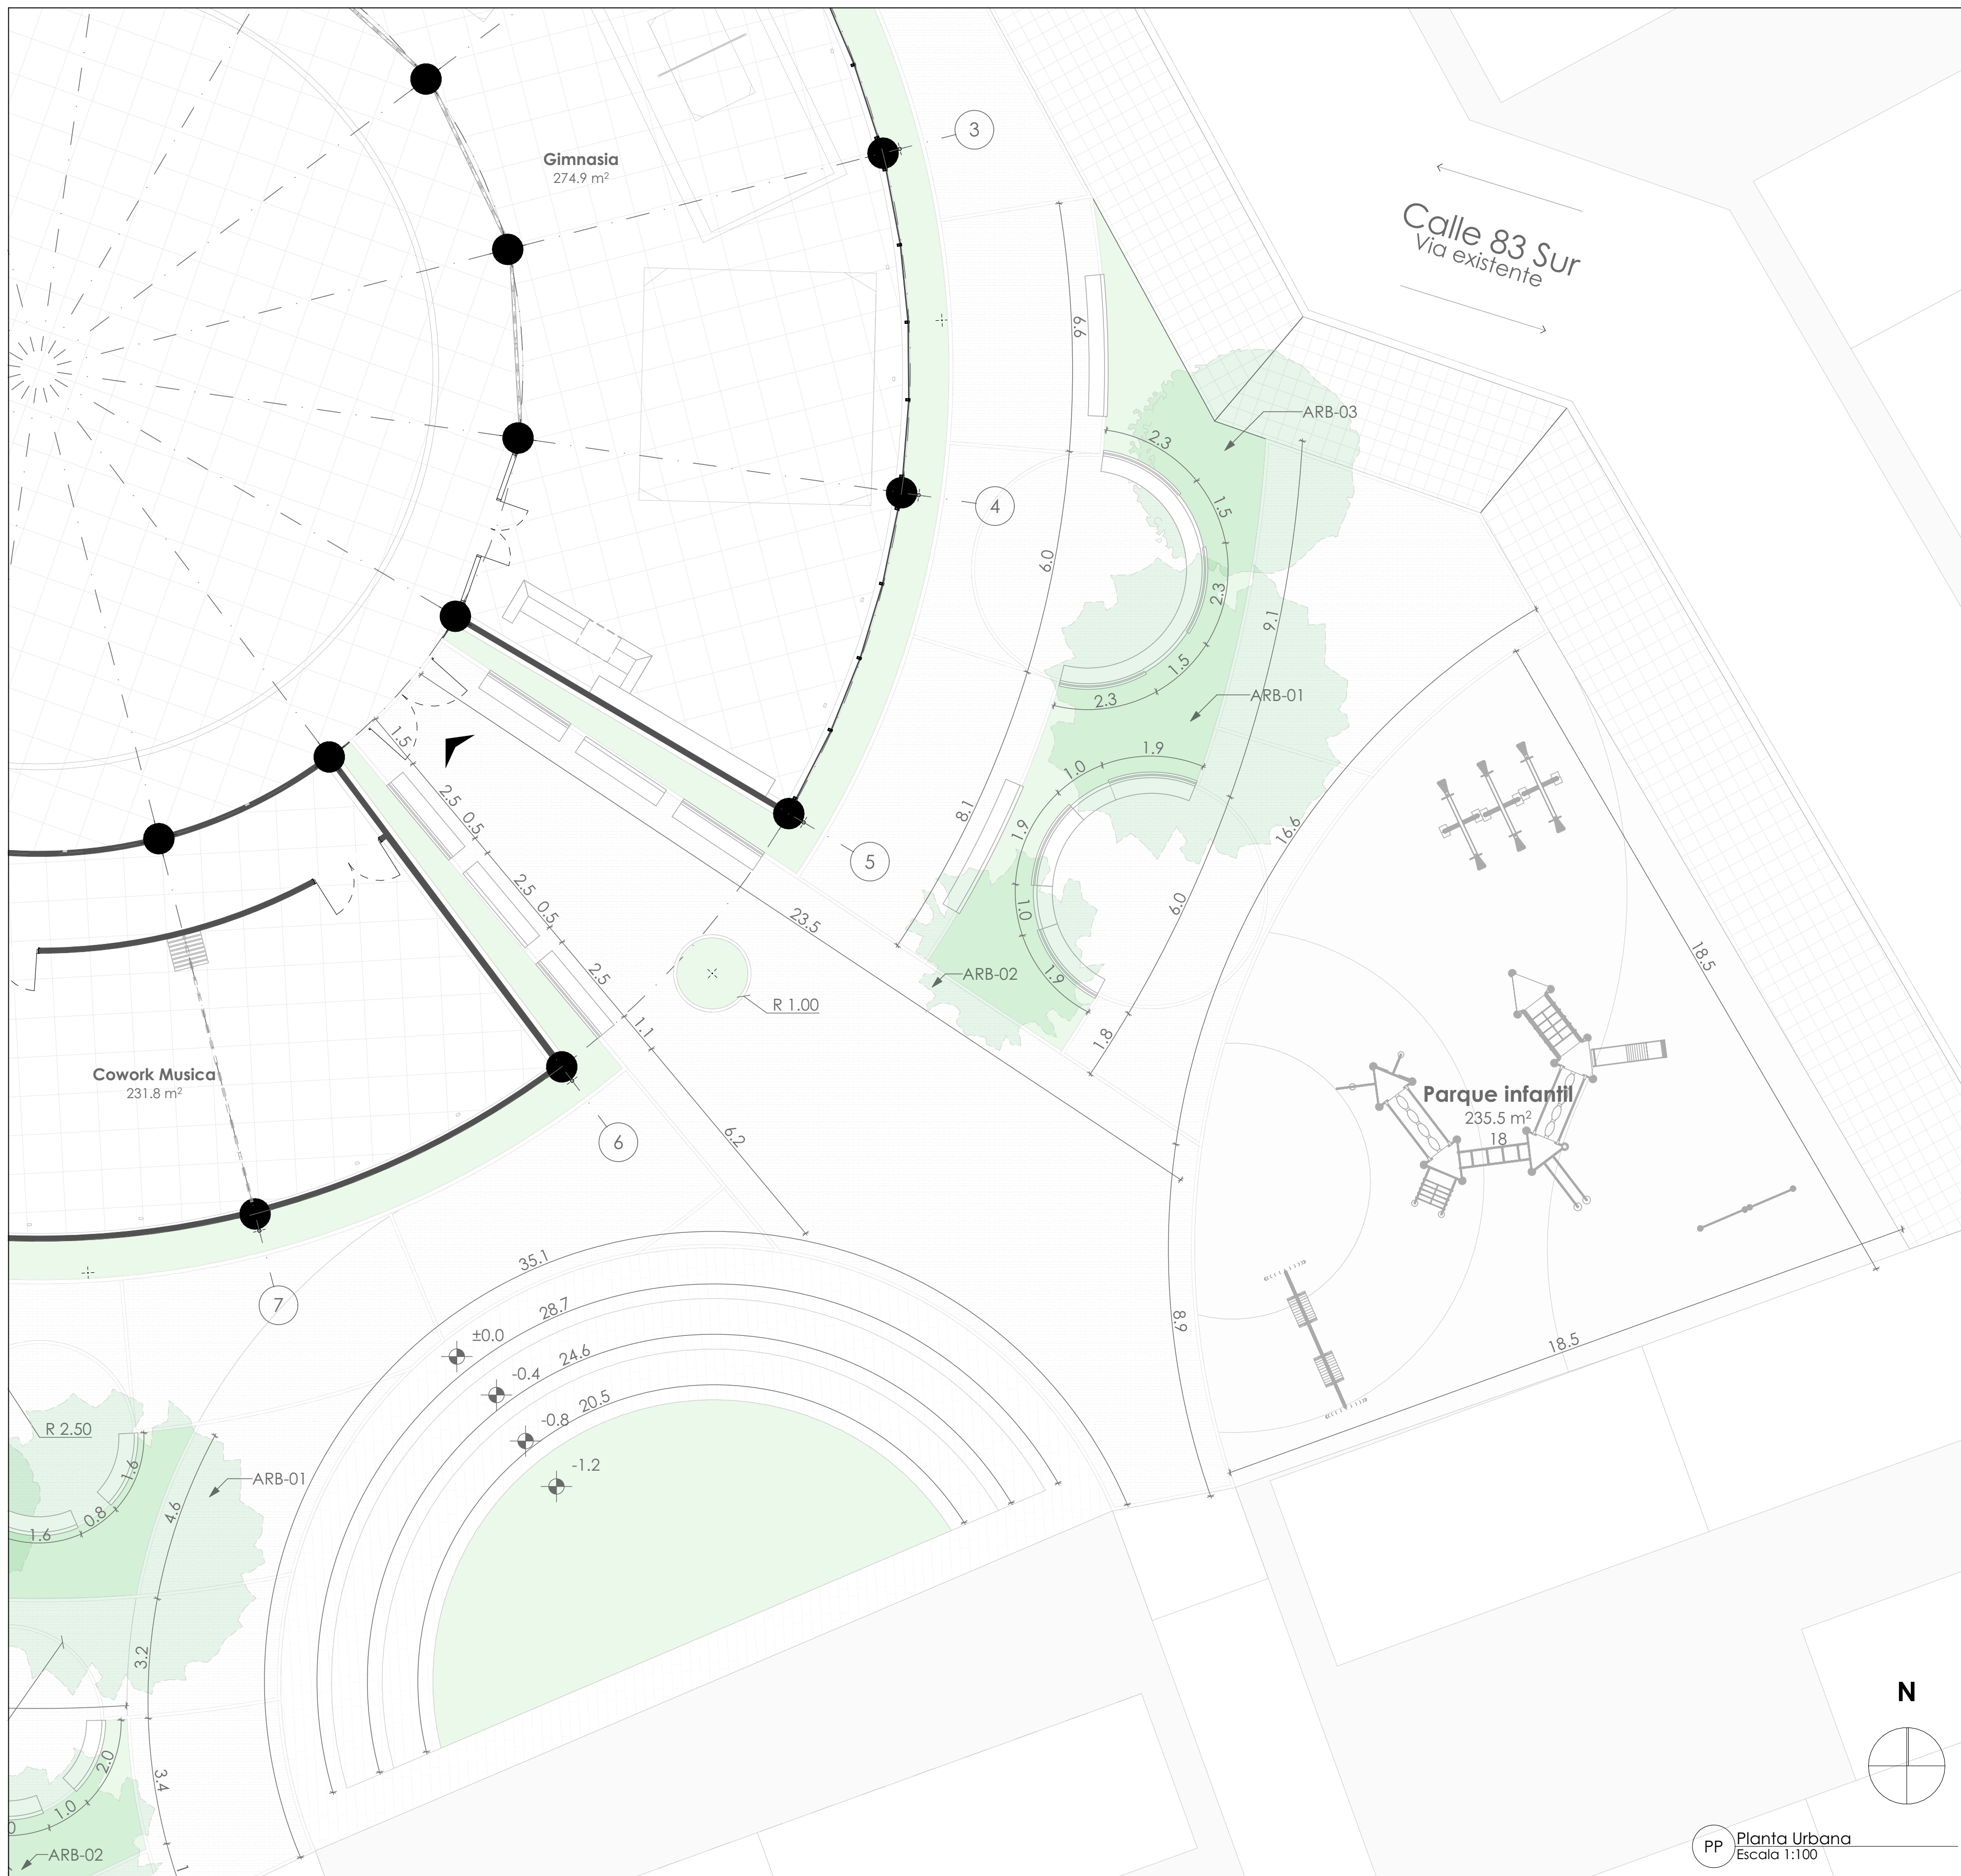 3
Gimnasia
274.9 m²
Calle 83 Sur
Via existente
6.6
ARB-03
2.3
1.5
4
6.0
2.3
9.1
1.5
ARB-01
2.3
1.5
1.9
1.0
2.5
0.5
8.1
1.9
16.6
5
2.5
0.5
23.5
6.0
1.0
18.5
2.5
ARB-02
1.9
R 1.00
1.1
1.8
Cowork Musica
231.8 m²
Parque infantil
235.5 m²
18
6
6.2
35.1
7
28.7
8.9
±0.0
24.6
18.5
-0.4
20.5
-0.8
R 2.50
-1.2
1.6
ARB-01
4.6
0.8
1.6
3.2
N
2.0
3.4
1.0
0
ARB-02
1
PP
Planta Urbana
Escala 1:100